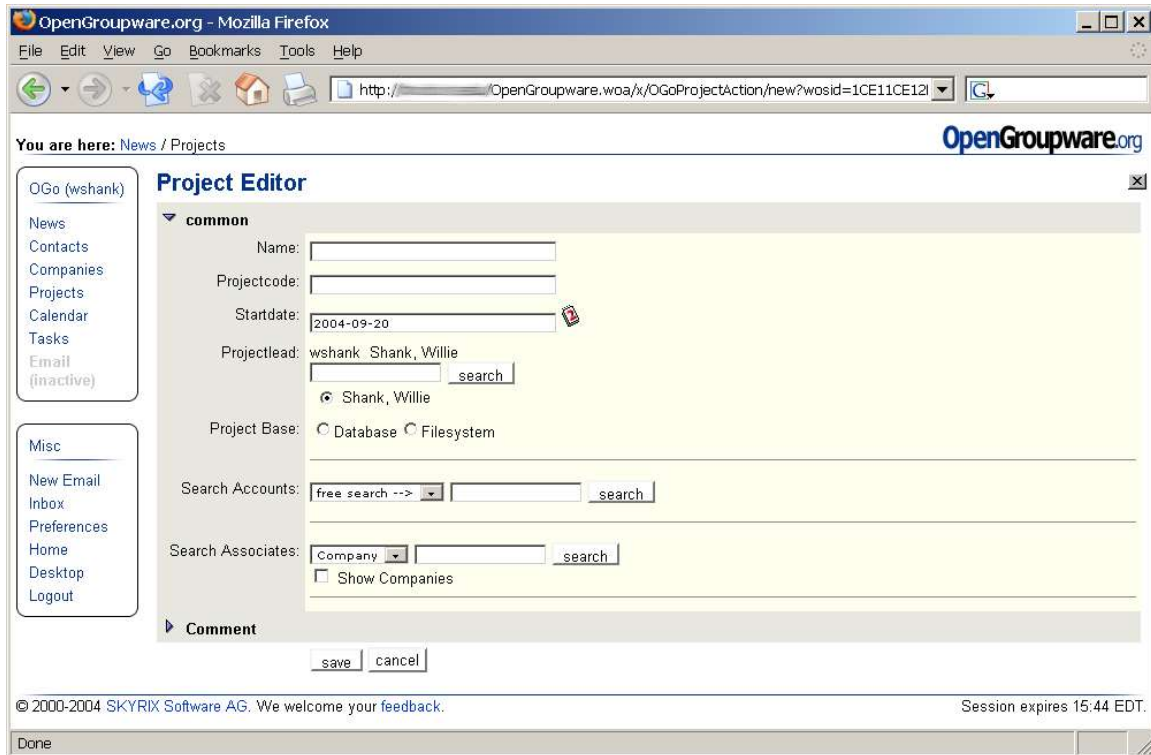 OpenGroupware.org - Mozilla Firefox
File Edit View Go Bookmarks Tools Help
http:// /OpenGroupware.woa/x/OGoProjectAction/new?wosid=1CE11CE12
You are here: News / Projects
OpenGroupware.org
OGo (wshank)
News
Contacts
Companies
Projects
Calendar
Tasks
Email
(inactive)
Misc
New Email
Inbox
Preferences
Home
Desktop
Logout
Project Editor
common
Name:
Projectcode:
Startdate: 2004-09-20
Projectlead: wshank Shank, Willie
search
Shank, Willie
Project Base: Database Filesystem
Search Accounts: free search --> search
Search Associates: Company search
Show Companies
Comment
save cancel
© 2000-2004 SKYRIX Software AG. We welcome your feedback.
Session expires 15:44 EDT.
Done